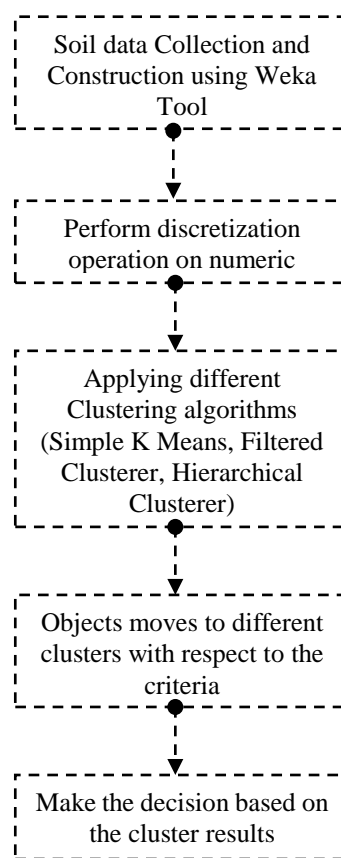 Soil data Collection and
Construction using Weka
Tool
Perform discretization
operation on numeric
Applying different
Clustering algorithms
(Simple K Means, Filtered
Clusterer, Hierarchical
Clusterer)
Objects moves to different
clusters with respect to the
criteria
Make the decision based on
the cluster results